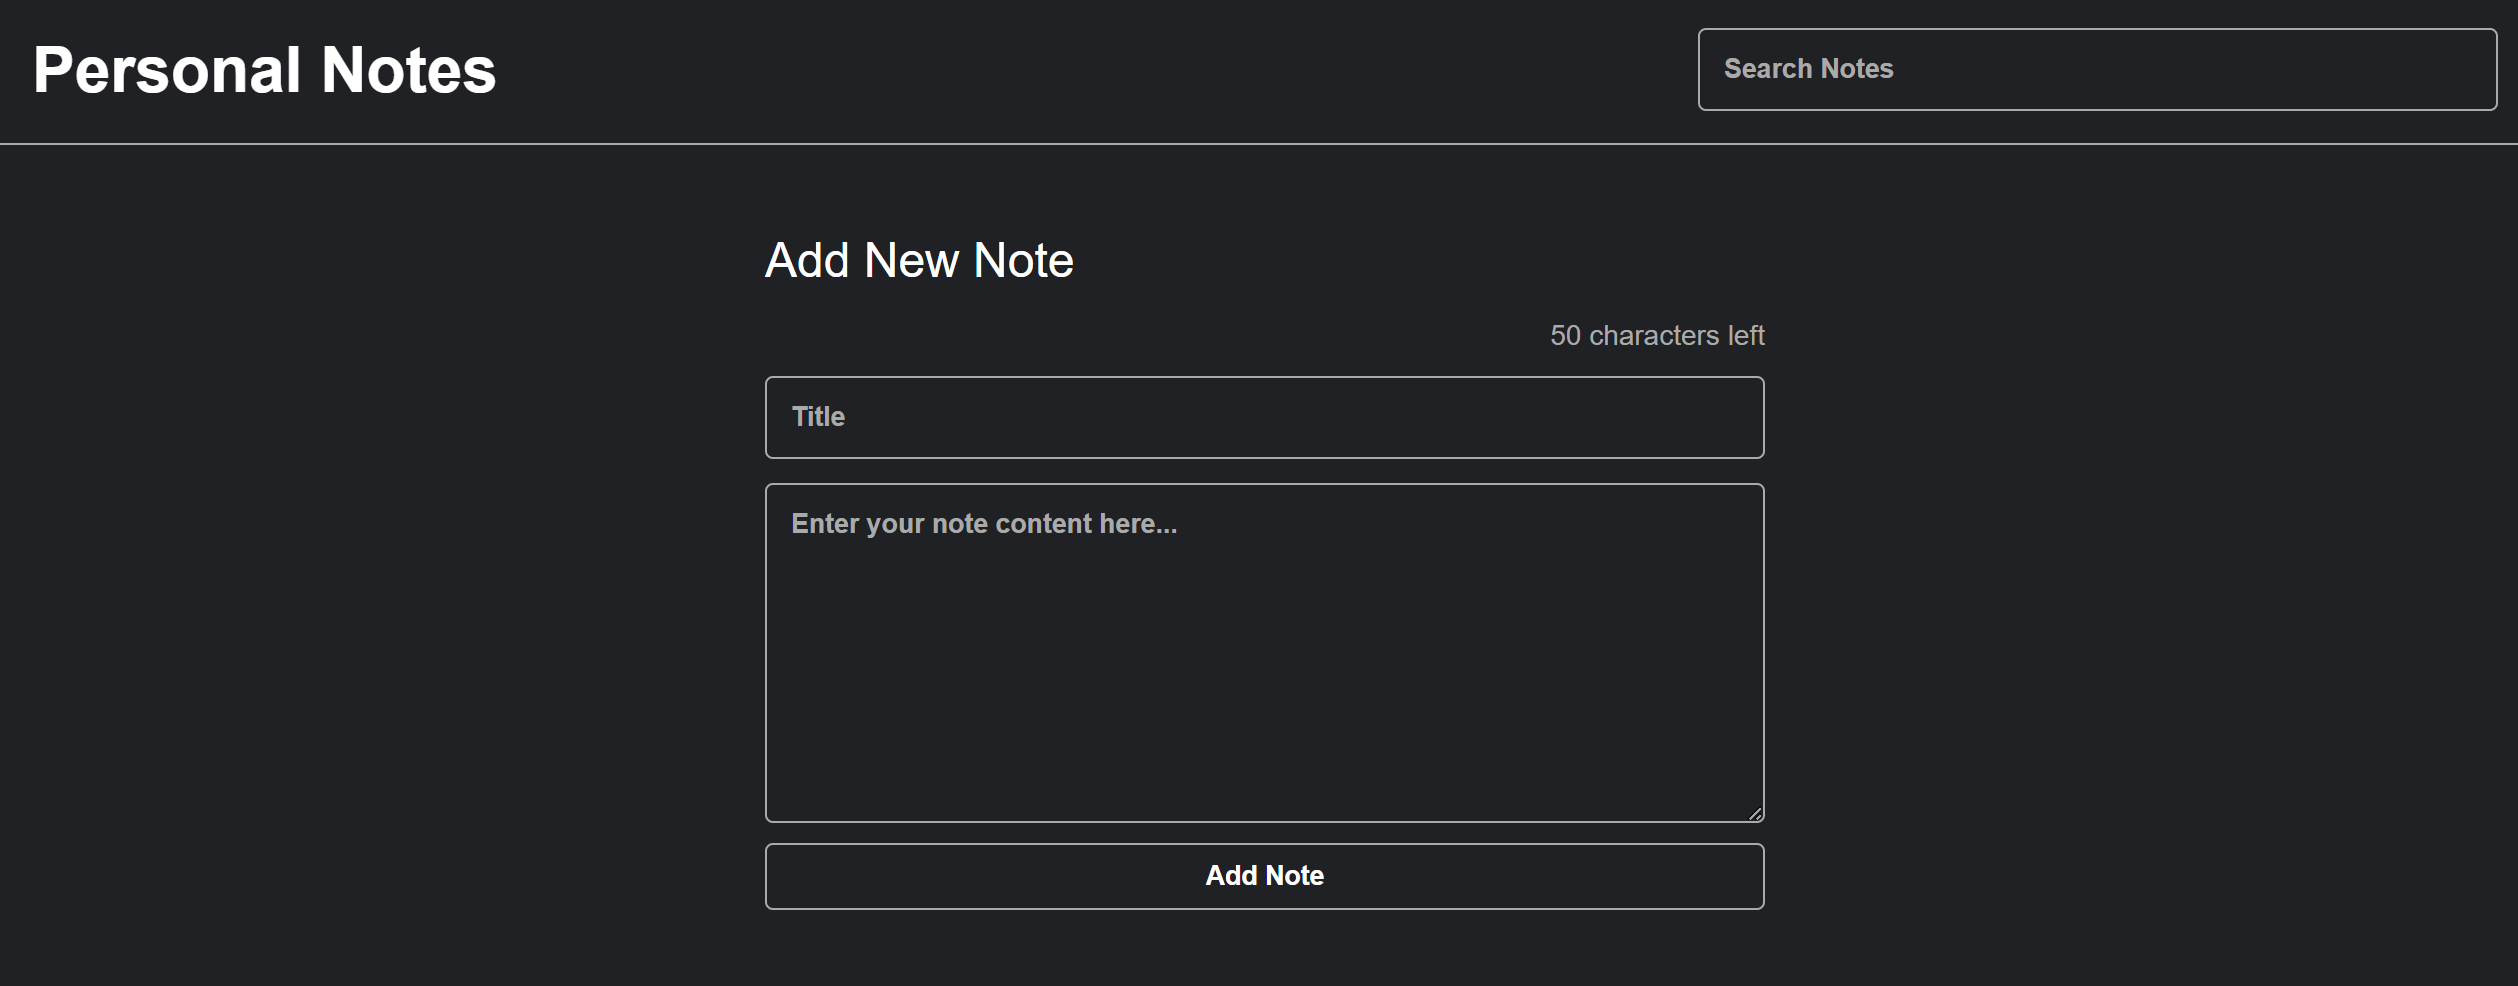 Personal Notes
Search Notes
Add New Note
50 characters left
Title
Enter your note content here...
Add Note